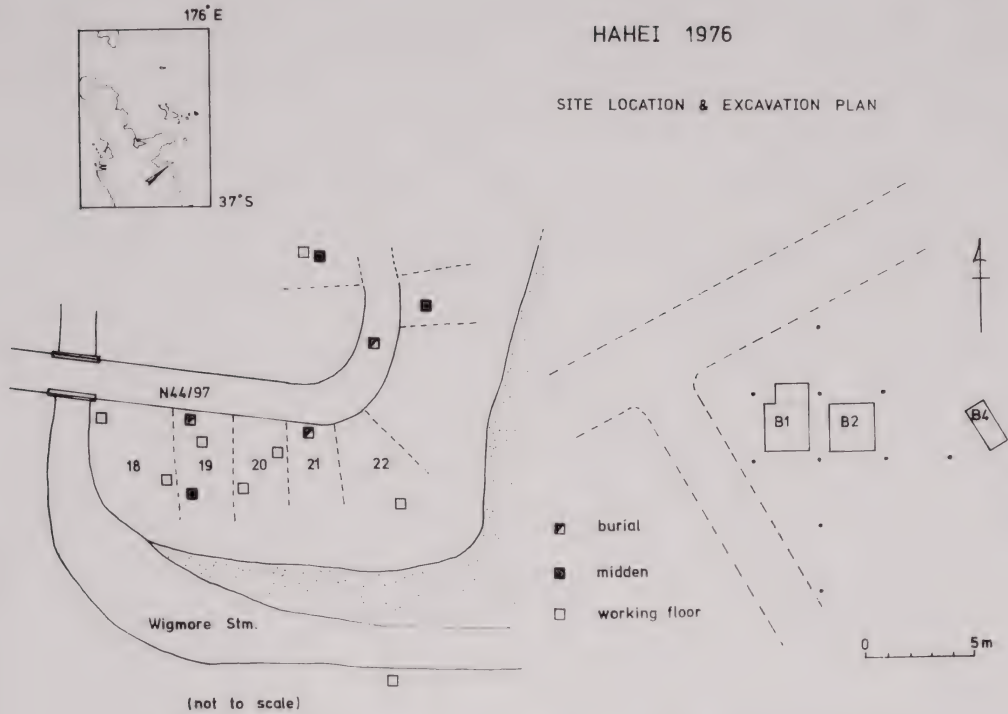 176°E
37°S
HAHEI 1976
SITE LOCATION & EXCAVATION PLAN
N44/97
18
19
20
21
22
Wigmore Stm.
(not to scale)
burial
midden
working floor
B1
B2
B4
0 5m